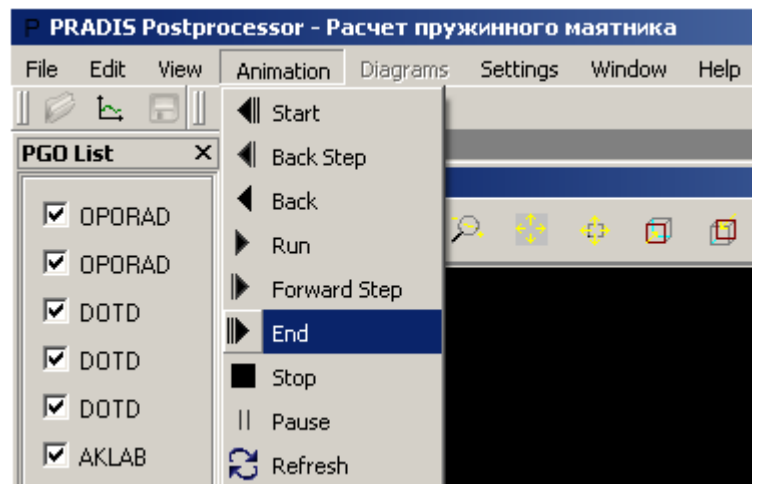 P PRADIS Postprocessor - Расчет пружинного маятника
File Edit View Animation Diagrams Settings Window Help
PGO List
OPORAD
OPORAD
DOTD
DOTD
DOTD
AKLAB
Start
Back Step
Back
Run
Forward Step
End
Stop
Pause
Refresh